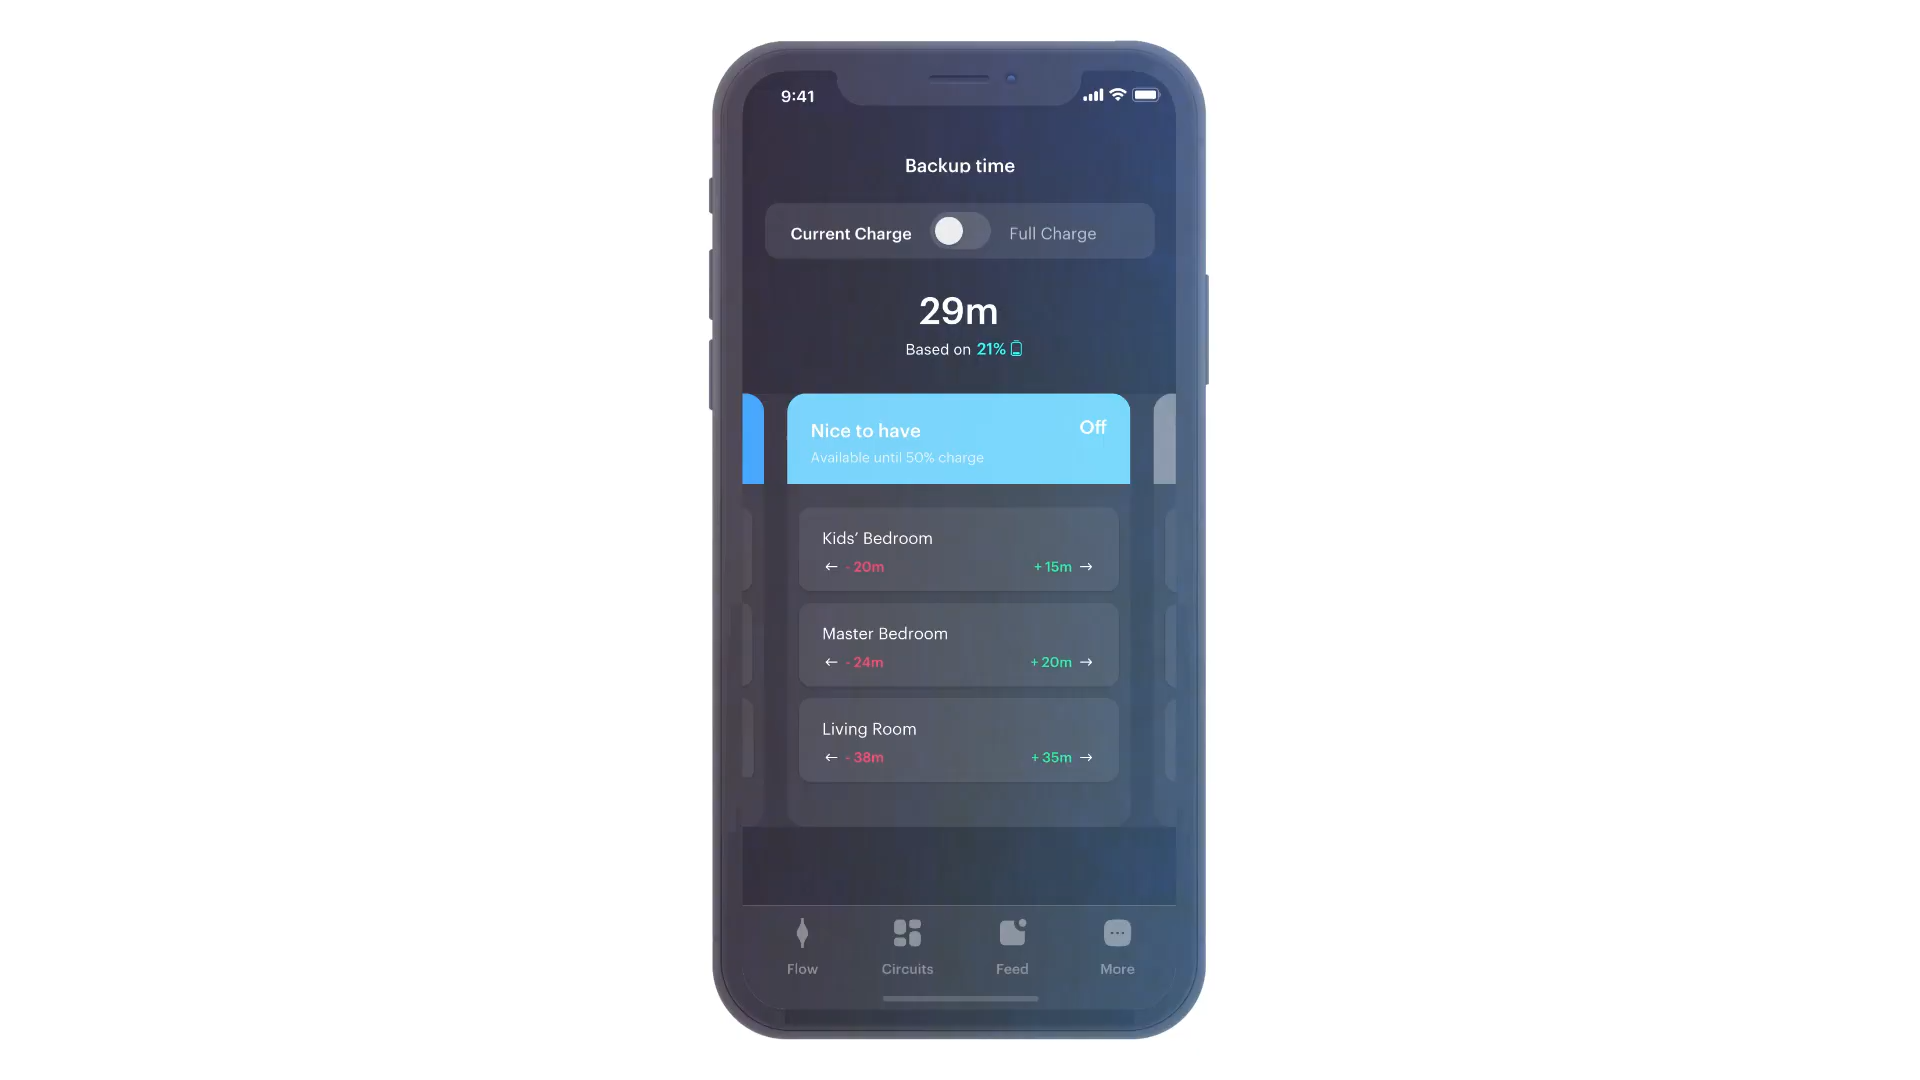 9:41
Backup time
Current Charge
Full Charge
29m
Based on 21%
Nice to have
Off
Available until 50% charge
Kids’ Bedroom
← - 20m
+ 15m →
Master Bedroom
← - 24m
+ 20m →
Living Room
← - 38m
+ 35m →
Flow
Circuits
Feed
More